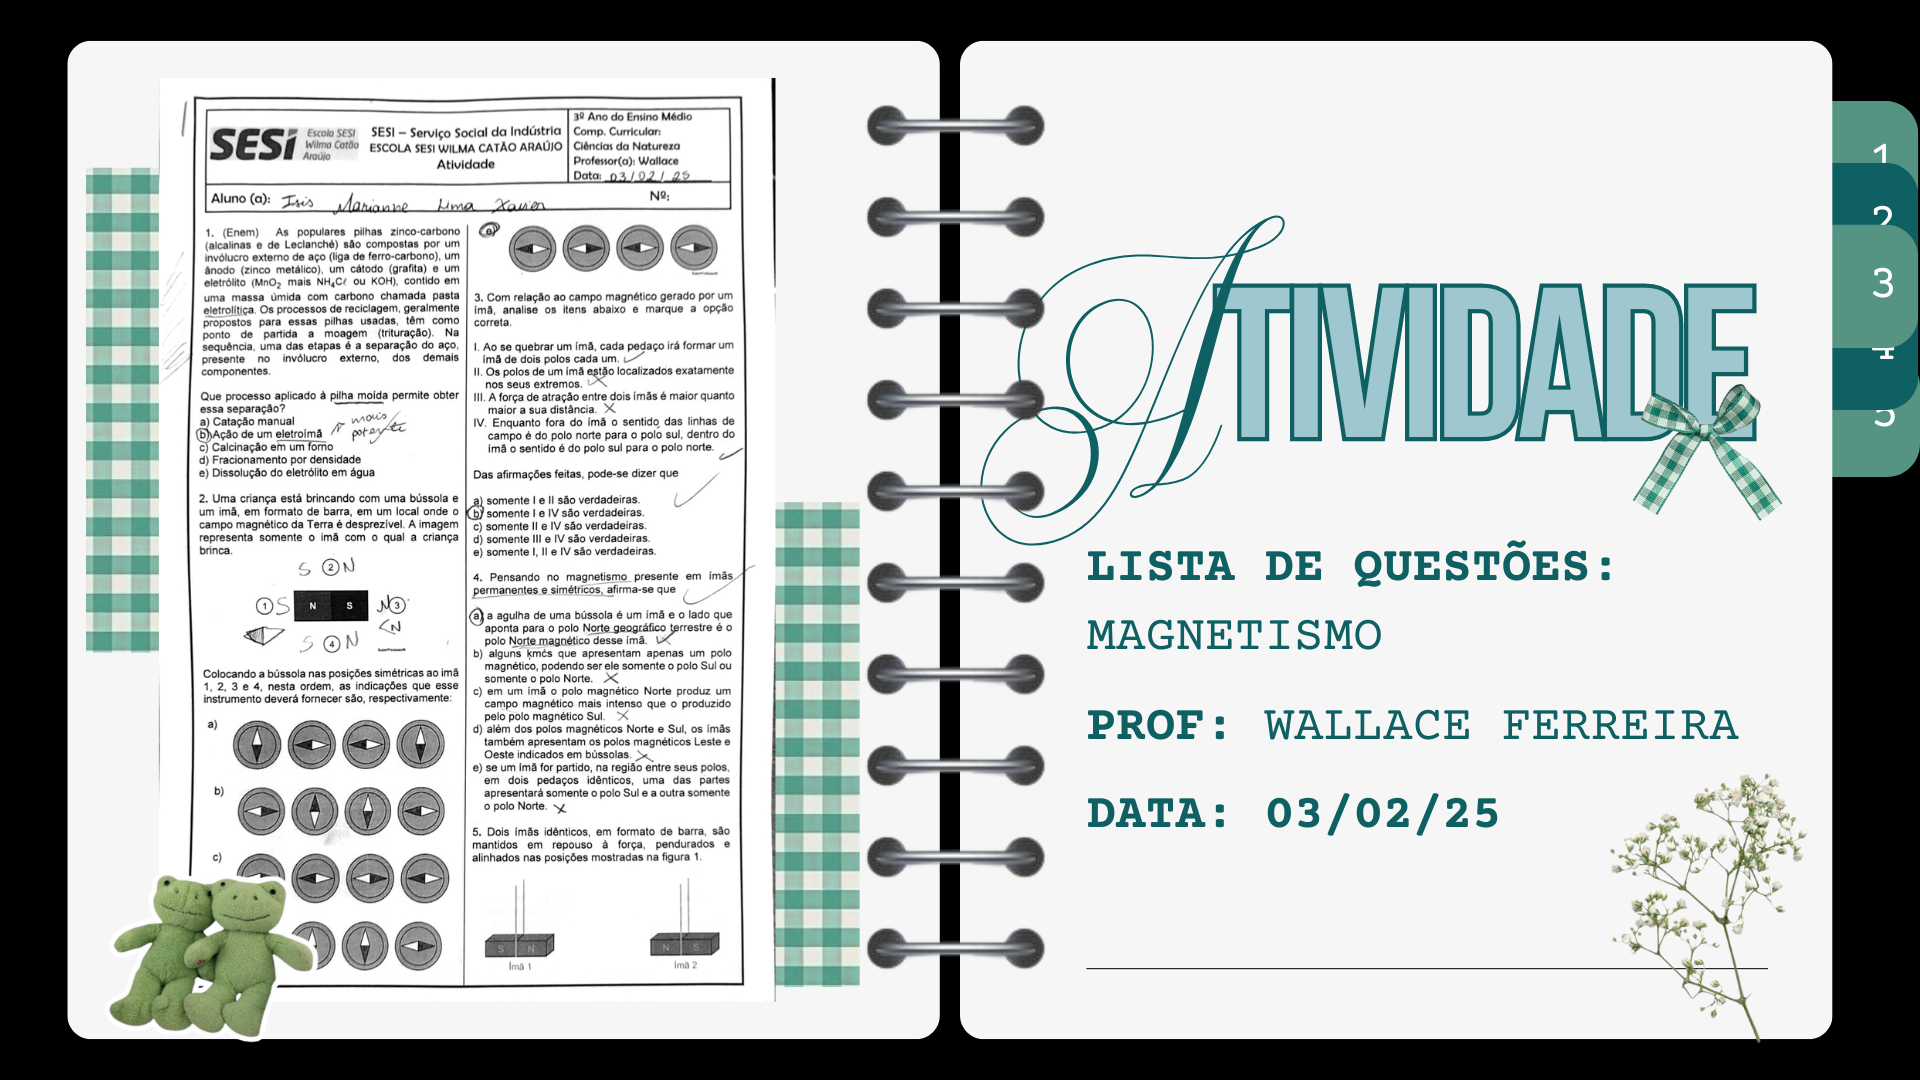 SESI
Escola SESI
Wilma Catão
Araújo
SESI – Serviço Social da Indústria
ESCOLA SESI WILMA CATÃO ARAÚJO
Atividade
3º Ano do Ensino Médio
Comp. Curricular:
Ciências da Natureza
Professor(a): Wallace
Data: 03/02/25
Aluno (a): Isis Marianne Lima Xavier
Nº:
1. (Enem) As populares pilhas zinco-carbono
(alcalinas e de Leclanché) são compostas por um
invólucro externo de aço (liga de ferro-carbono), um
ânodo (zinco metálico), um cátodo (grafita) e um
eletrólito (MnO2 mais NH4Cℓ ou KOH), contido em
uma massa úmida com carbono chamada pasta
eletrolítica. Os processos de reciclagem, geralmente
propostos para essas pilhas usadas, têm como
ponto de partida a moagem (trituração). Na
sequência, uma das etapas é a separação do aço,
presente no invólucro externo, dos demais
componentes.
Que processo aplicado à pilha moída permite obter
essa separação?
a) Catação manual
mais
b) Ação de um eletroímã
potente
c) Calcinação em um forno
d) Fracionamento por densidade
e) Dissolução do eletrólito em água
2. Uma criança está brincando com uma bússola e
um imã, em formato de barra, em um local onde o
campo magnético da Terra é desprezível. A imagem
representa somente o imã com o qual a criança
brinca.
S 2 N
1 S N S N 3
N
S 4 N
Colocando a bússola nas posições simétricas ao imã
1, 2, 3 e 4, nesta ordem, as indicações que esse
instrumento deverá fornecer são, respectivamente:
a)
b)
c)
e)
3. Com relação ao campo magnético gerado por um
ímã, analise os itens abaixo e marque a opção
correta.
I. Ao se quebrar um ímã, cada pedaço irá formar um
ímã de dois polos cada um.
II. Os polos de um ímã estão localizados exatamente
nos seus extremos.
III. A força de atração entre dois ímãs é maior quanto
maior a sua distância.
IV. Enquanto fora do ímã o sentido das linhas de
campo é do polo norte para o polo sul, dentro do
ímã o sentido é do polo sul para o polo norte.
Das afirmações feitas, pode-se dizer que
a) somente I e II são verdadeiras.
b) somente I e IV são verdadeiras.
c) somente II e IV são verdadeiras.
d) somente III e IV são verdadeiras.
e) somente I, II e IV são verdadeiras.
4. Pensando no magnetismo presente em ímãs
permanentes e simétricos, afirma-se que
a) a agulha de uma bússola é um ímã e o lado que
aponta para o polo Norte geográfico terrestre é o
polo Norte magnético desse ímã.
b) alguns ímãs que apresentam apenas um polo
magnético, podendo ser ele somente o polo Sul ou
somente o polo Norte.
c) em um ímã o polo magnético Norte produz um
campo magnético mais intenso que o produzido
pelo polo magnético Sul.
d) além dos polos magnéticos Norte e Sul, os ímãs
também apresentam os polos magnéticos Leste e
Oeste indicados em bússolas.
e) se um ímã for partido, na região entre seus polos,
em dois pedaços idênticos, uma das partes
apresentará somente o polo Sul e a outra somente
o polo Norte.
5. Dois ímãs idênticos, em formato de barra, são
mantidos em repouso à força, pendurados e
alinhados nas posições mostradas na figura 1.
S N
N S
Ímã 1
Ímã 2
ATIVIDADE
LISTA DE QUESTÕES:
MAGNETISMO
PROF: WALLACE FERREIRA
DATA: 03/02/25
1
2
3
4
5